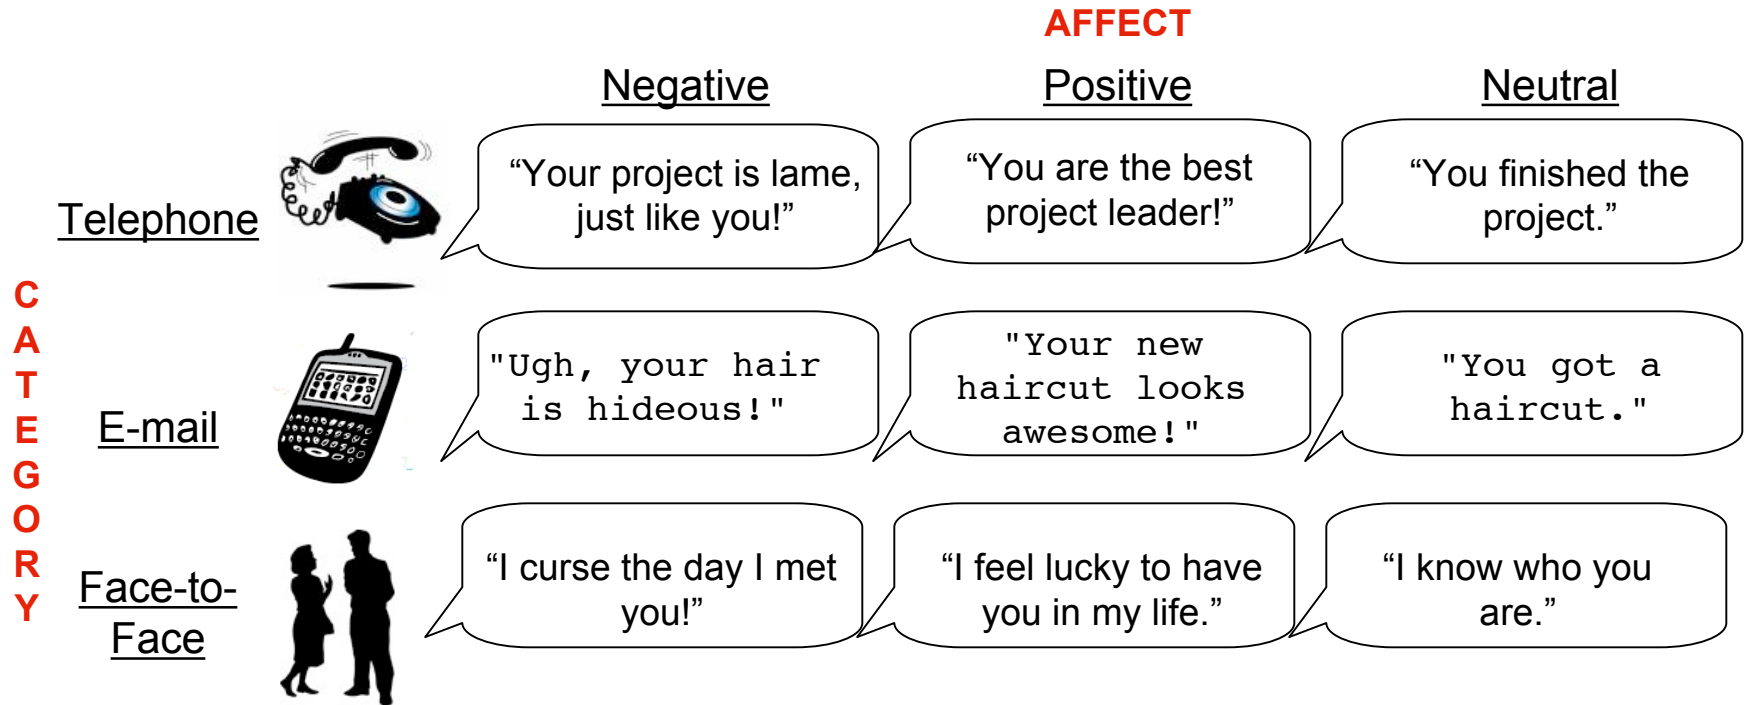 AFFECT
Negative
Positive
Neutral
CATEGORY
Telephone
“Your project is lame,
just like you!”
“You are the best
project leader!”
“You finished the
project.”
E-mail
"Ugh, your hair
is hideous!"
"Your new
haircut looks
awesome!"
"You got a
haircut."
Face-to-
Face
“I curse the day I met
you!”
“I feel lucky to have
you in my life.”
“I know who you
are.”